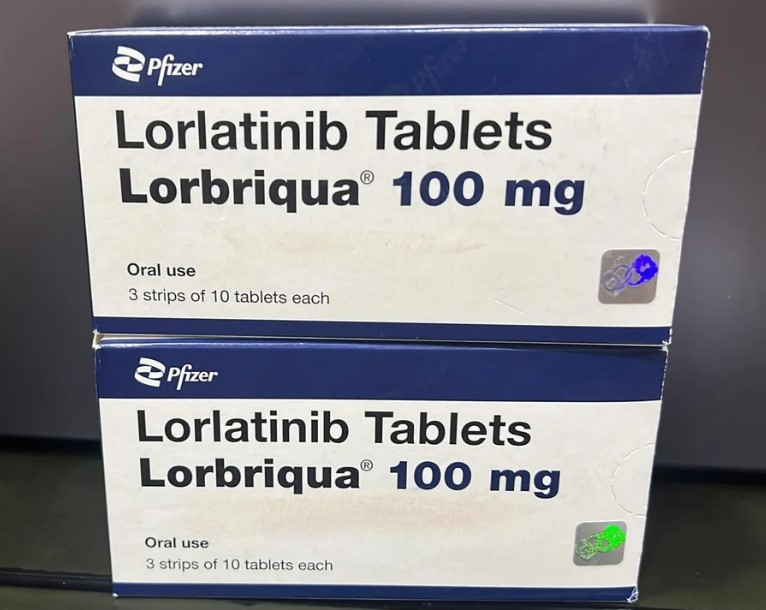 Pfizer
Lorlatinib Tablets
Lorbriqua® 100 mg
Oral use
3 strips of 10 tablets each
Pfizer
Lorlatinib Tablets
Lorbriqua® 100 mg
Oral use
3 strips of 10 tablets each